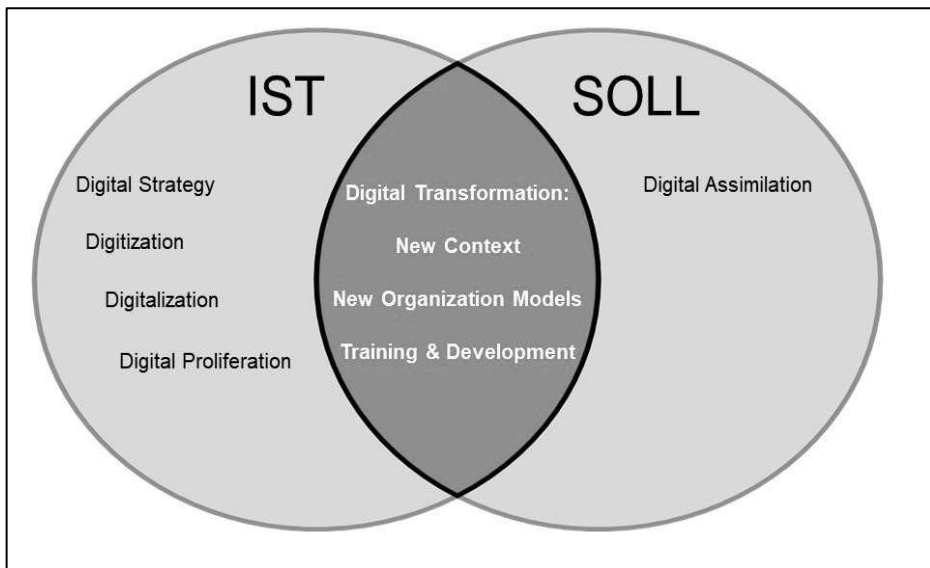 IST
Digital Strategy
Digitization
Digitalization
Digital Proliferation
Digital Transformation:
New Context
New Organization Models
Training & Development
SOLL
Digital Assimilation